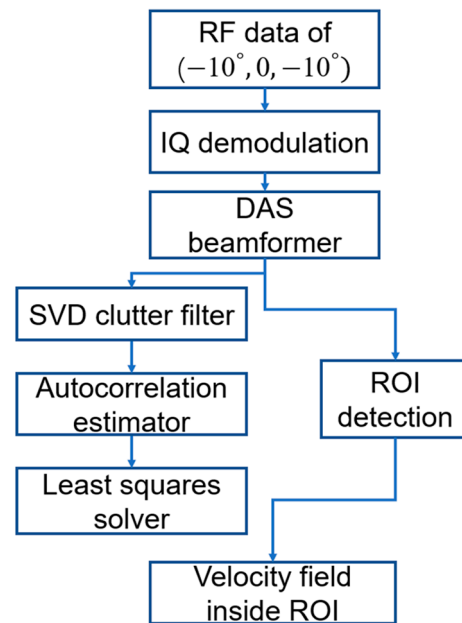 RF data of
(−10°, 0, −10°)
IQ demodulation
DAS
beamformer
SVD clutter filter
Autocorrelation
estimator
Least squares
solver
ROI
detection
Velocity field
inside ROI